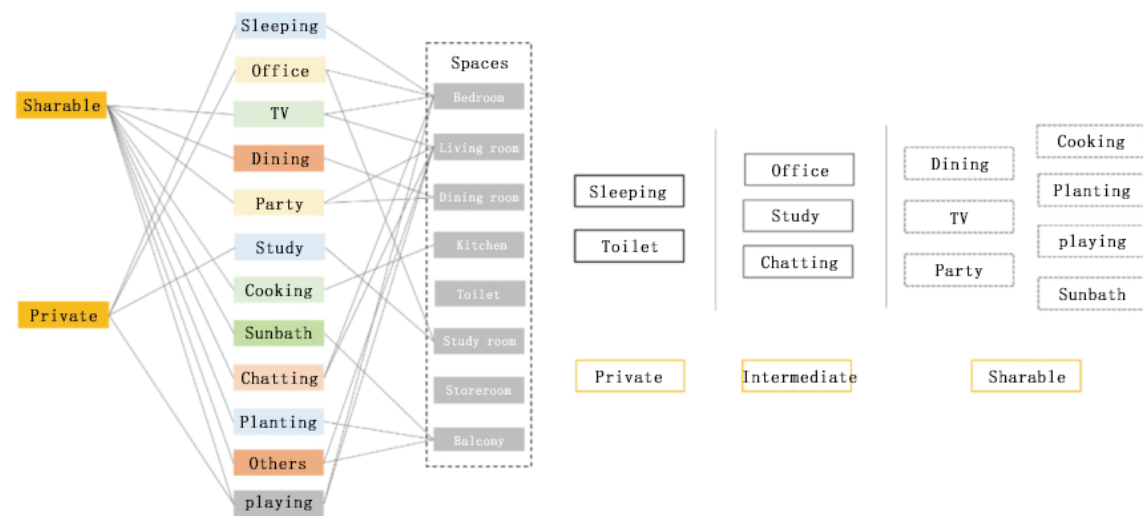 Sharable
Private
Sleeping
Office
TV
Dining
Party
Study
Cooking
Sunbath
Chatting
Planting
Others
playing
Spaces
Bedroom
Living room
Dining room
Kitchen
Toilet
Study room
Storeroom
Balcony
Sleeping
Toilet
Private
Office
Study
Chatting
Intermediate
Dining
TV
Party
Cooking
Planting
playing
Sunbath
Sharable